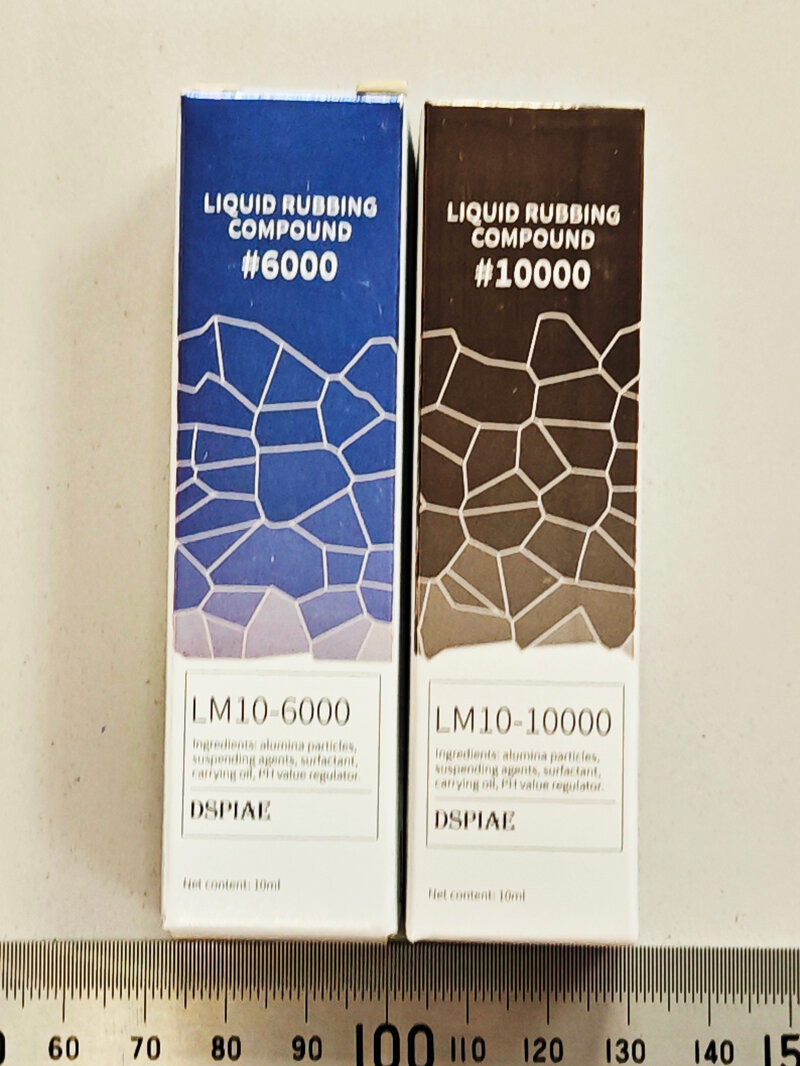 LIQUID RUBBING
COMPOUND
#6000
LM10-6000
Ingredients: alumina particles,
suspending agents, surfactant,
carrying oil, PH value regulator.
DSPIAE
Net content: 10ml
LIQUID RUBBING
COMPOUND
#10000
LM10-10000
Ingredients: alumina particles,
suspending agents, surfactant,
carrying oil, PH value regulator.
DSPIAE
Net content: 10ml
60 70 80 90 100 110 120 130 140